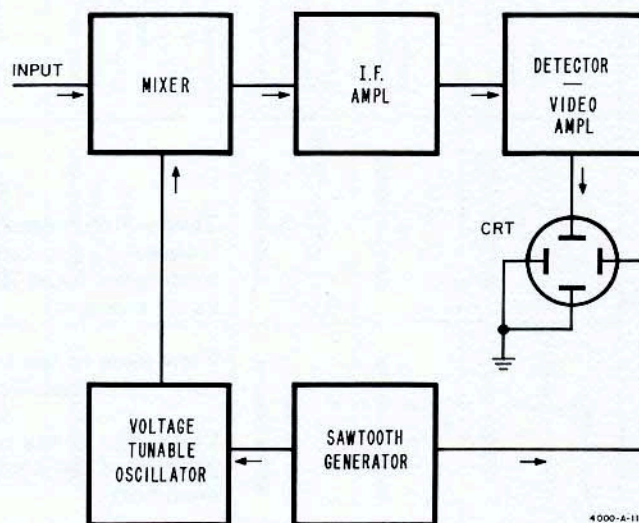 INPUT
MIXER
I.F.
AMPL
DETECTOR
VIDEO
AMPL
CRT
VOLTAGE
TUNABLE
OSCILLATOR
SAWTOOTH
GENERATOR
4000-A-11